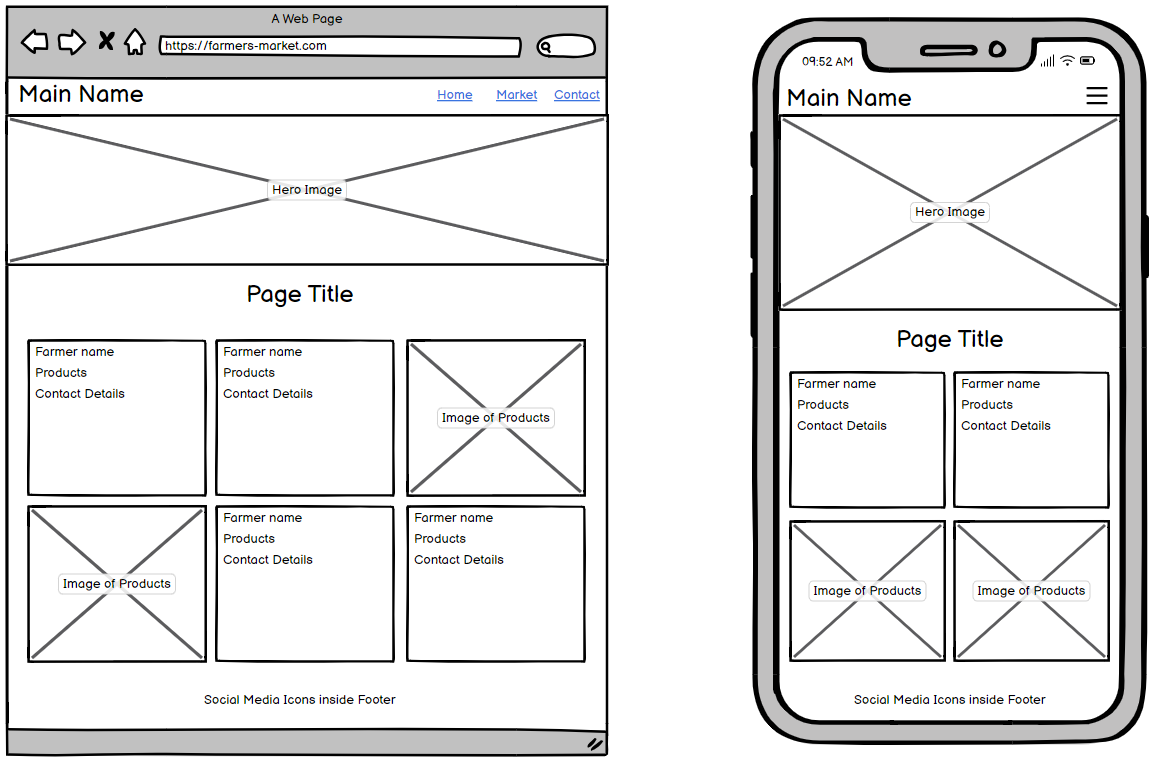 A Web Page
https://farmers-market.com
Main Name
Home Market Contact
Hero Image
Page Title
Farmer name
Products
Contact Details
Farmer name
Products
Contact Details
Image of Products
Image of Products
Farmer name
Products
Contact Details
Farmer name
Products
Contact Details
Social Media Icons inside Footer
09:52 AM
Main Name
Hero Image
Page Title
Farmer name
Products
Contact Details
Farmer name
Products
Contact Details
Image of Products
Image of Products
Social Media Icons inside Footer